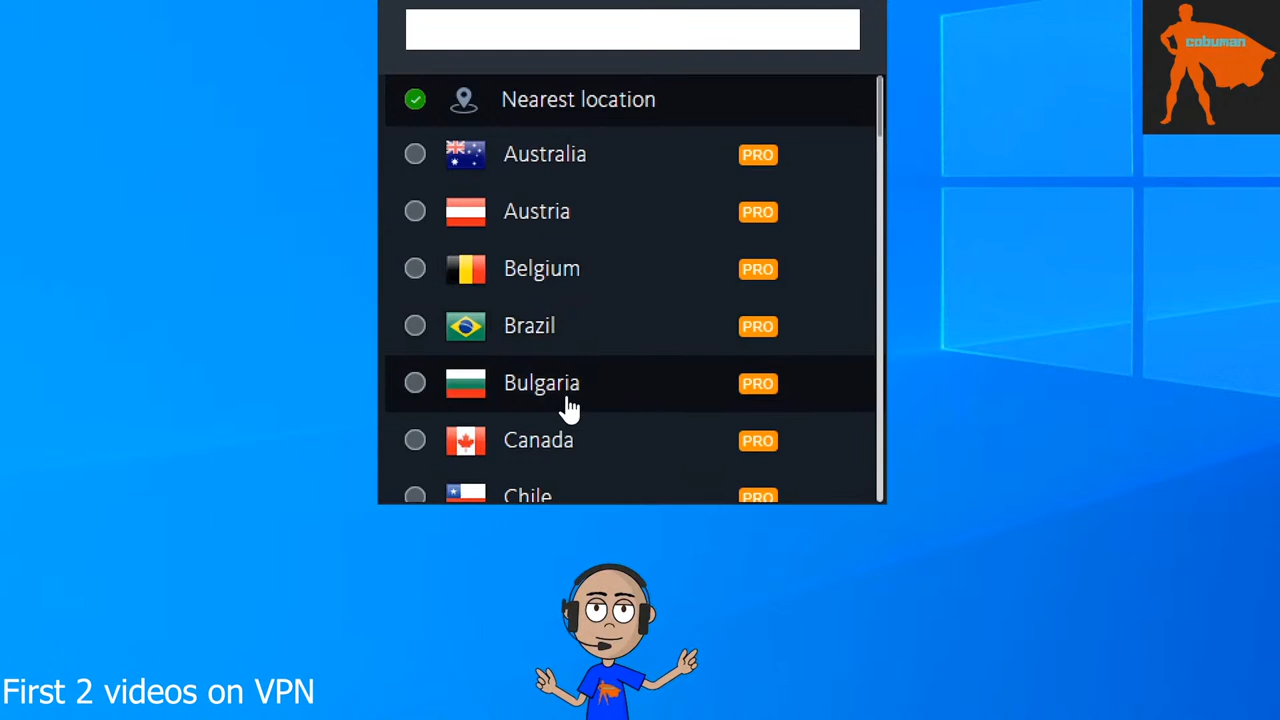 cobuman
Nearest location
Australia PRO
Austria PRO
Belgium PRO
Brazil PRO
Bulgaria PRO
Canada PRO
Chile PRO
First 2 videos on VPN